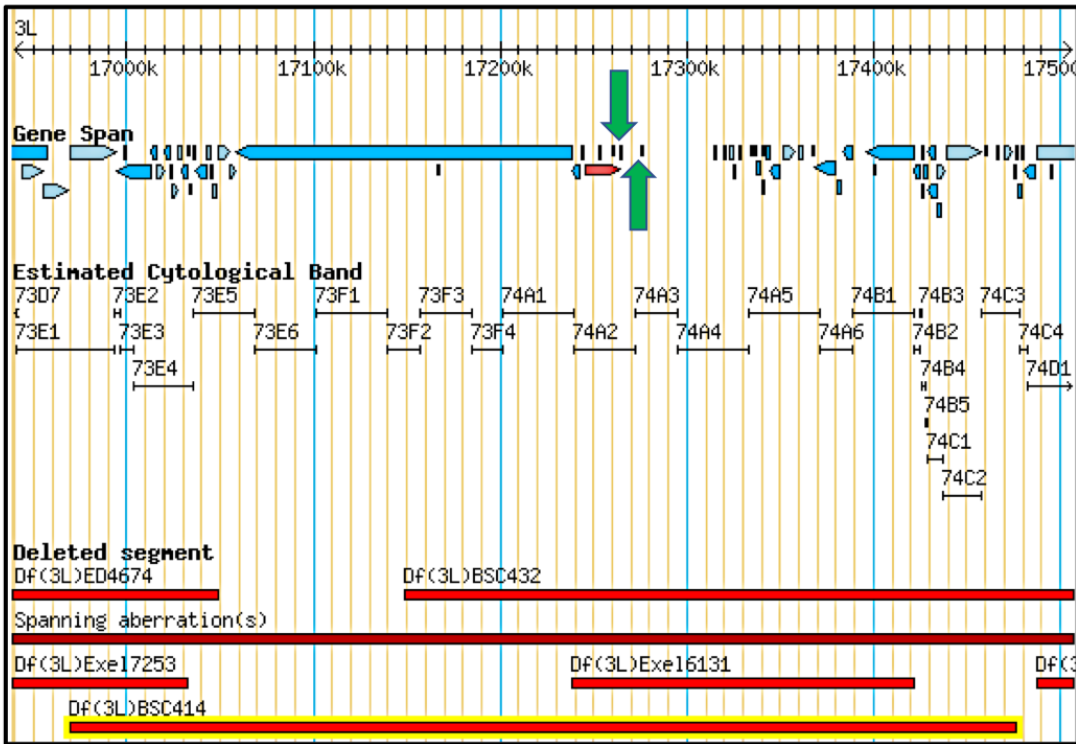 3L
17000k 17100k 17200k 17300k 17400k 1750
Gene Span
Estimated Cytological Band
73D7 73E2 73E5 73F1 73F3 74A1 74A3 74A5 74B1 74B3 74C3
73E1 73E3 73E6 73F2 73F4 74A2 74A4 74A6 74B2 74C4
73E4 74B4 74D1
74B5
74C1
74C2
Deleted segment
Df(3L)ED4674 Df(3L)BSC432
Spanning aberration(s)
Df(3L)Exel7253 Df(3L)Exel6131 Df(3
Df(3L)BSC414